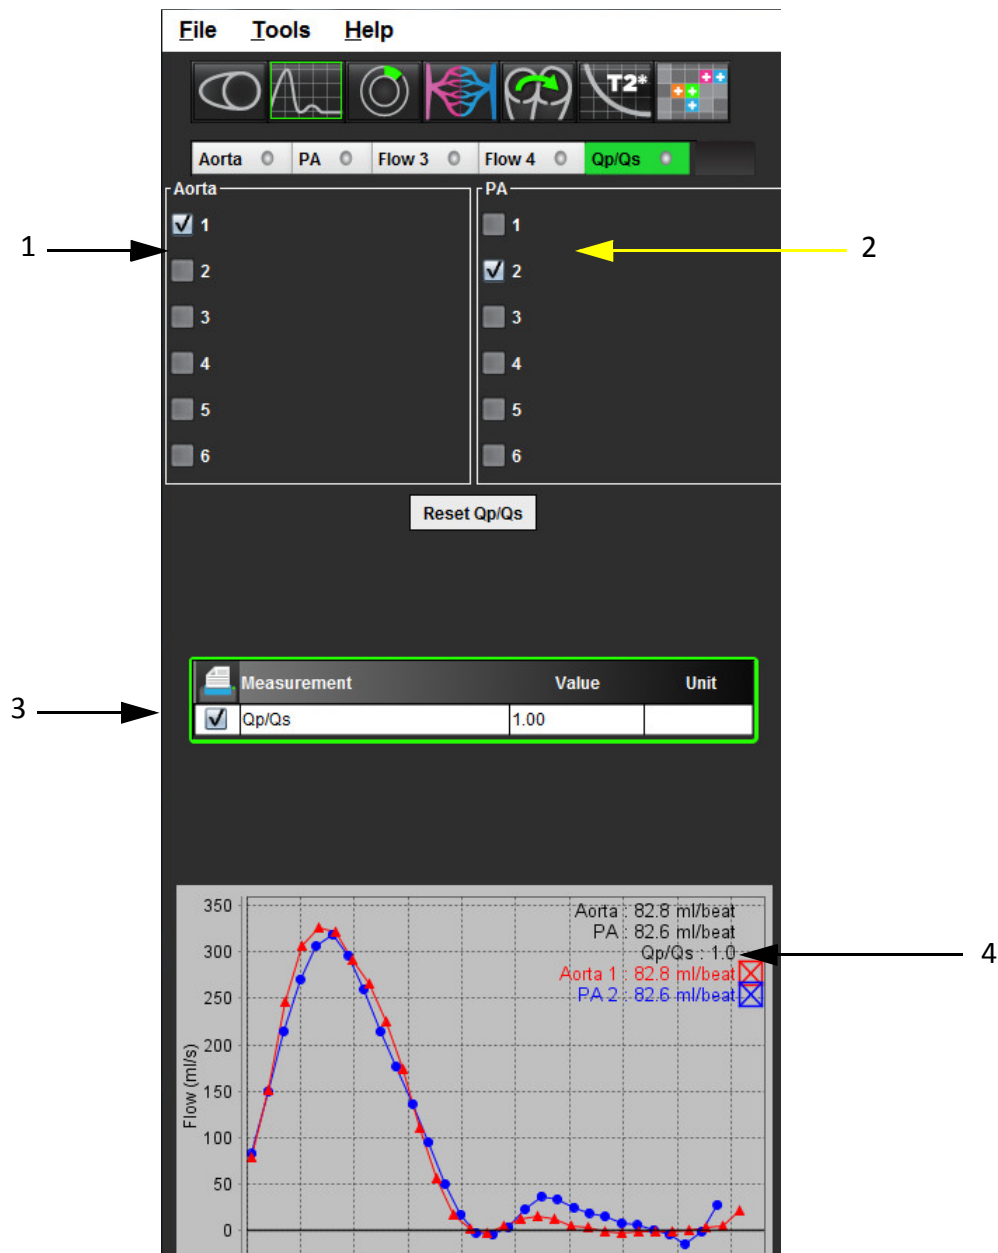 File Tools Help
T2*
Aorta PA Flow 3 Flow 4 Qp/Qs
Aorta PA
1 1
2 2
3 3
4 4
5 5
6 6
1
2
Reset Qp/Qs
Measurement Value Unit
Qp/Qs 1.00
3
Aorta : 82.8 ml/beat
PA : 82.6 ml/beat
Qp/Qs : 1.0
Aorta 1 : 82.8 ml/beat
PA 2 : 82.6 ml/beat
4
350
300
250
200
150
100
50
0
Flow (ml/s)